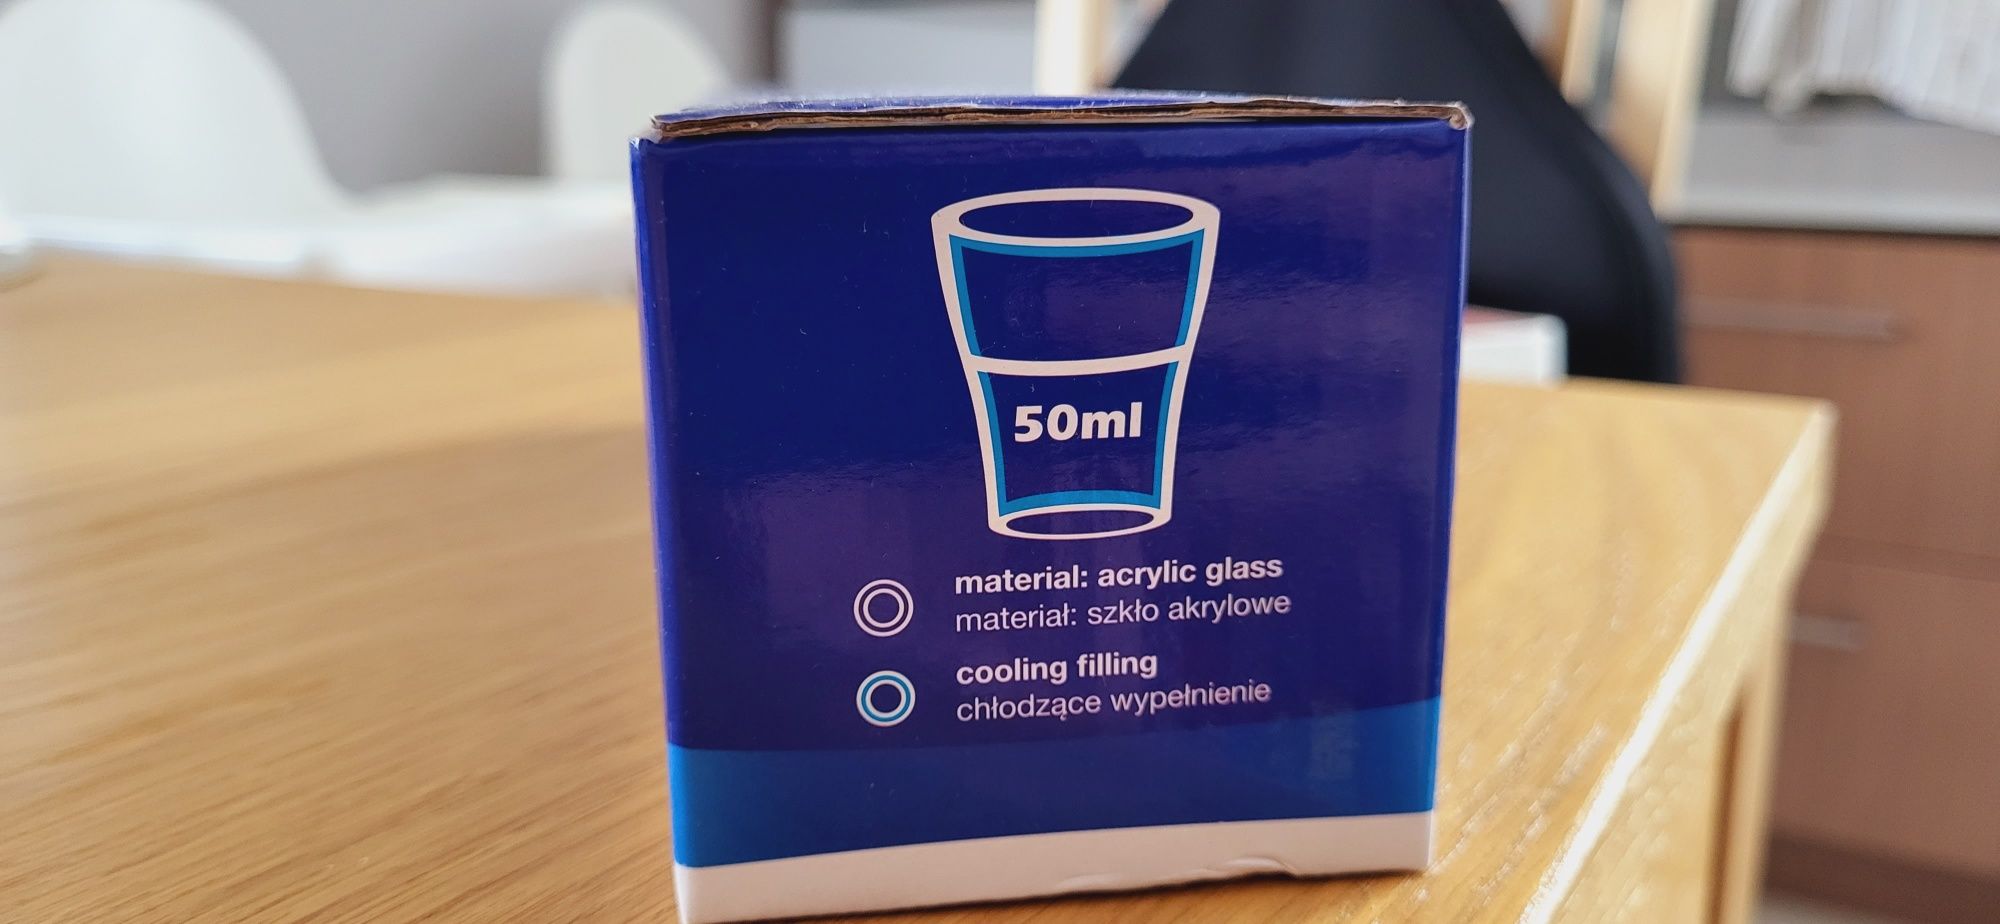 50ml
material: acrylic glass
materiał: szkło akrylowe
cooling filling
chłodzące wypełnienie